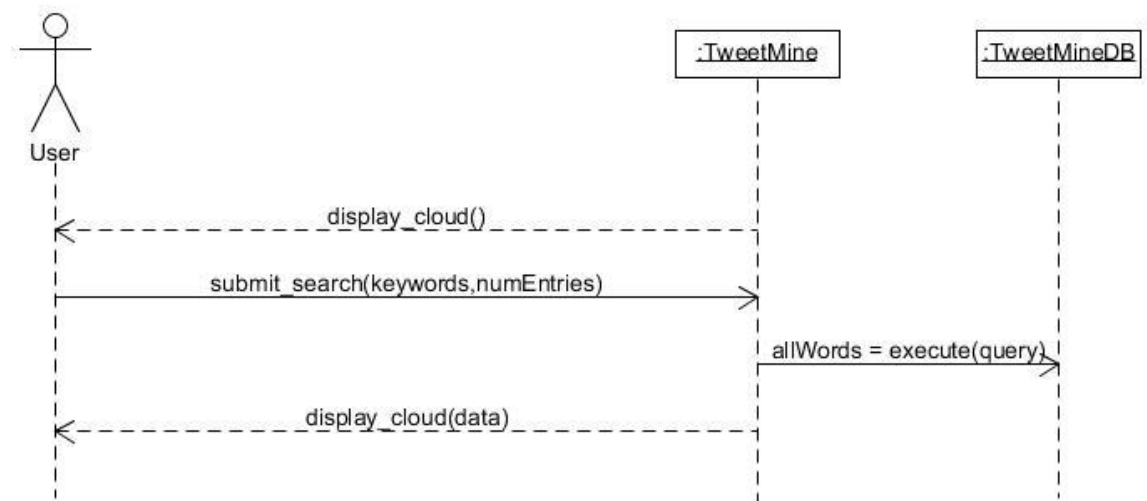 :TweetMine
:TweetMineDB
User
display_cloud()
submit_search(keywords,numEntries)
allWords = execute(query)
display_cloud(data)